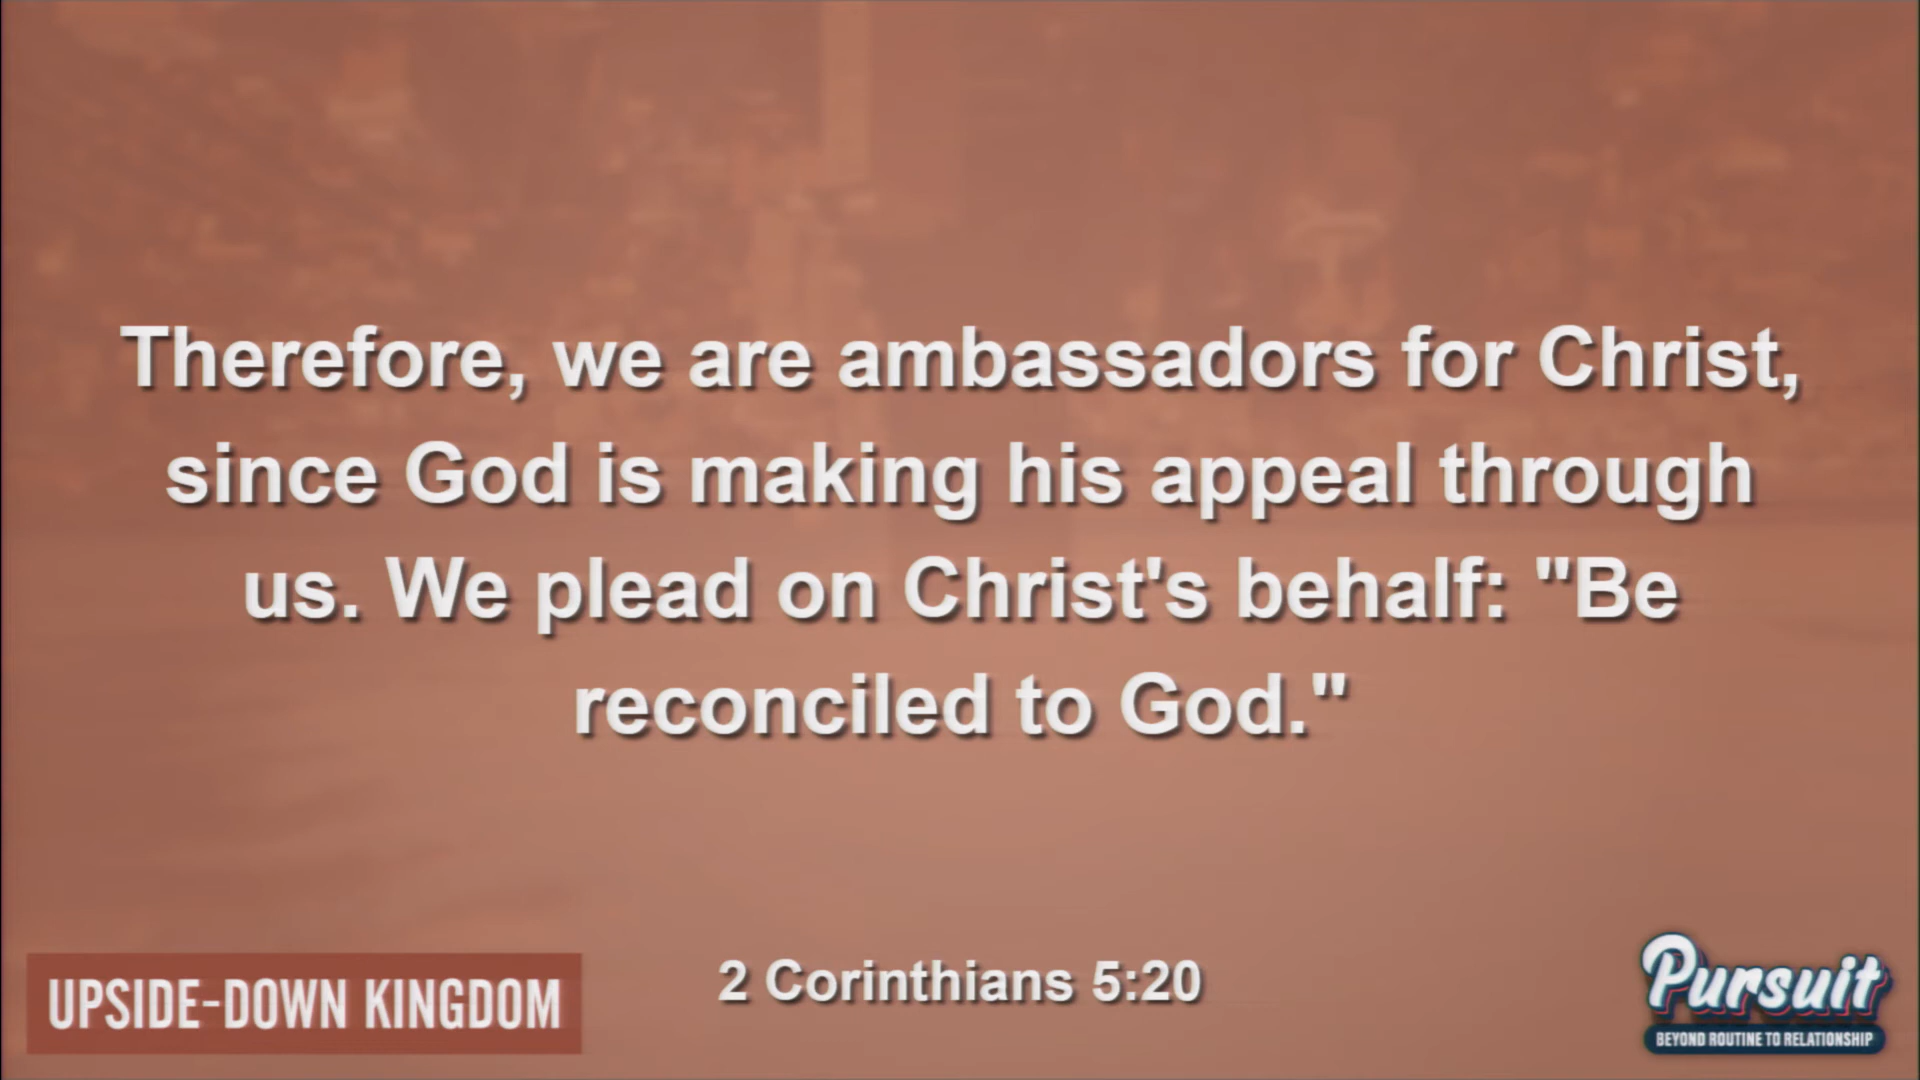 Therefore, we are ambassadors for Christ,
since God is making his appeal through
us. We plead on Christ's behalf: "Be
reconciled to God."
2 Corinthians 5:20
UPSIDE-DOWN KINGDOM
Pursuit
BEYOND ROUTINE TO RELATIONSHIP